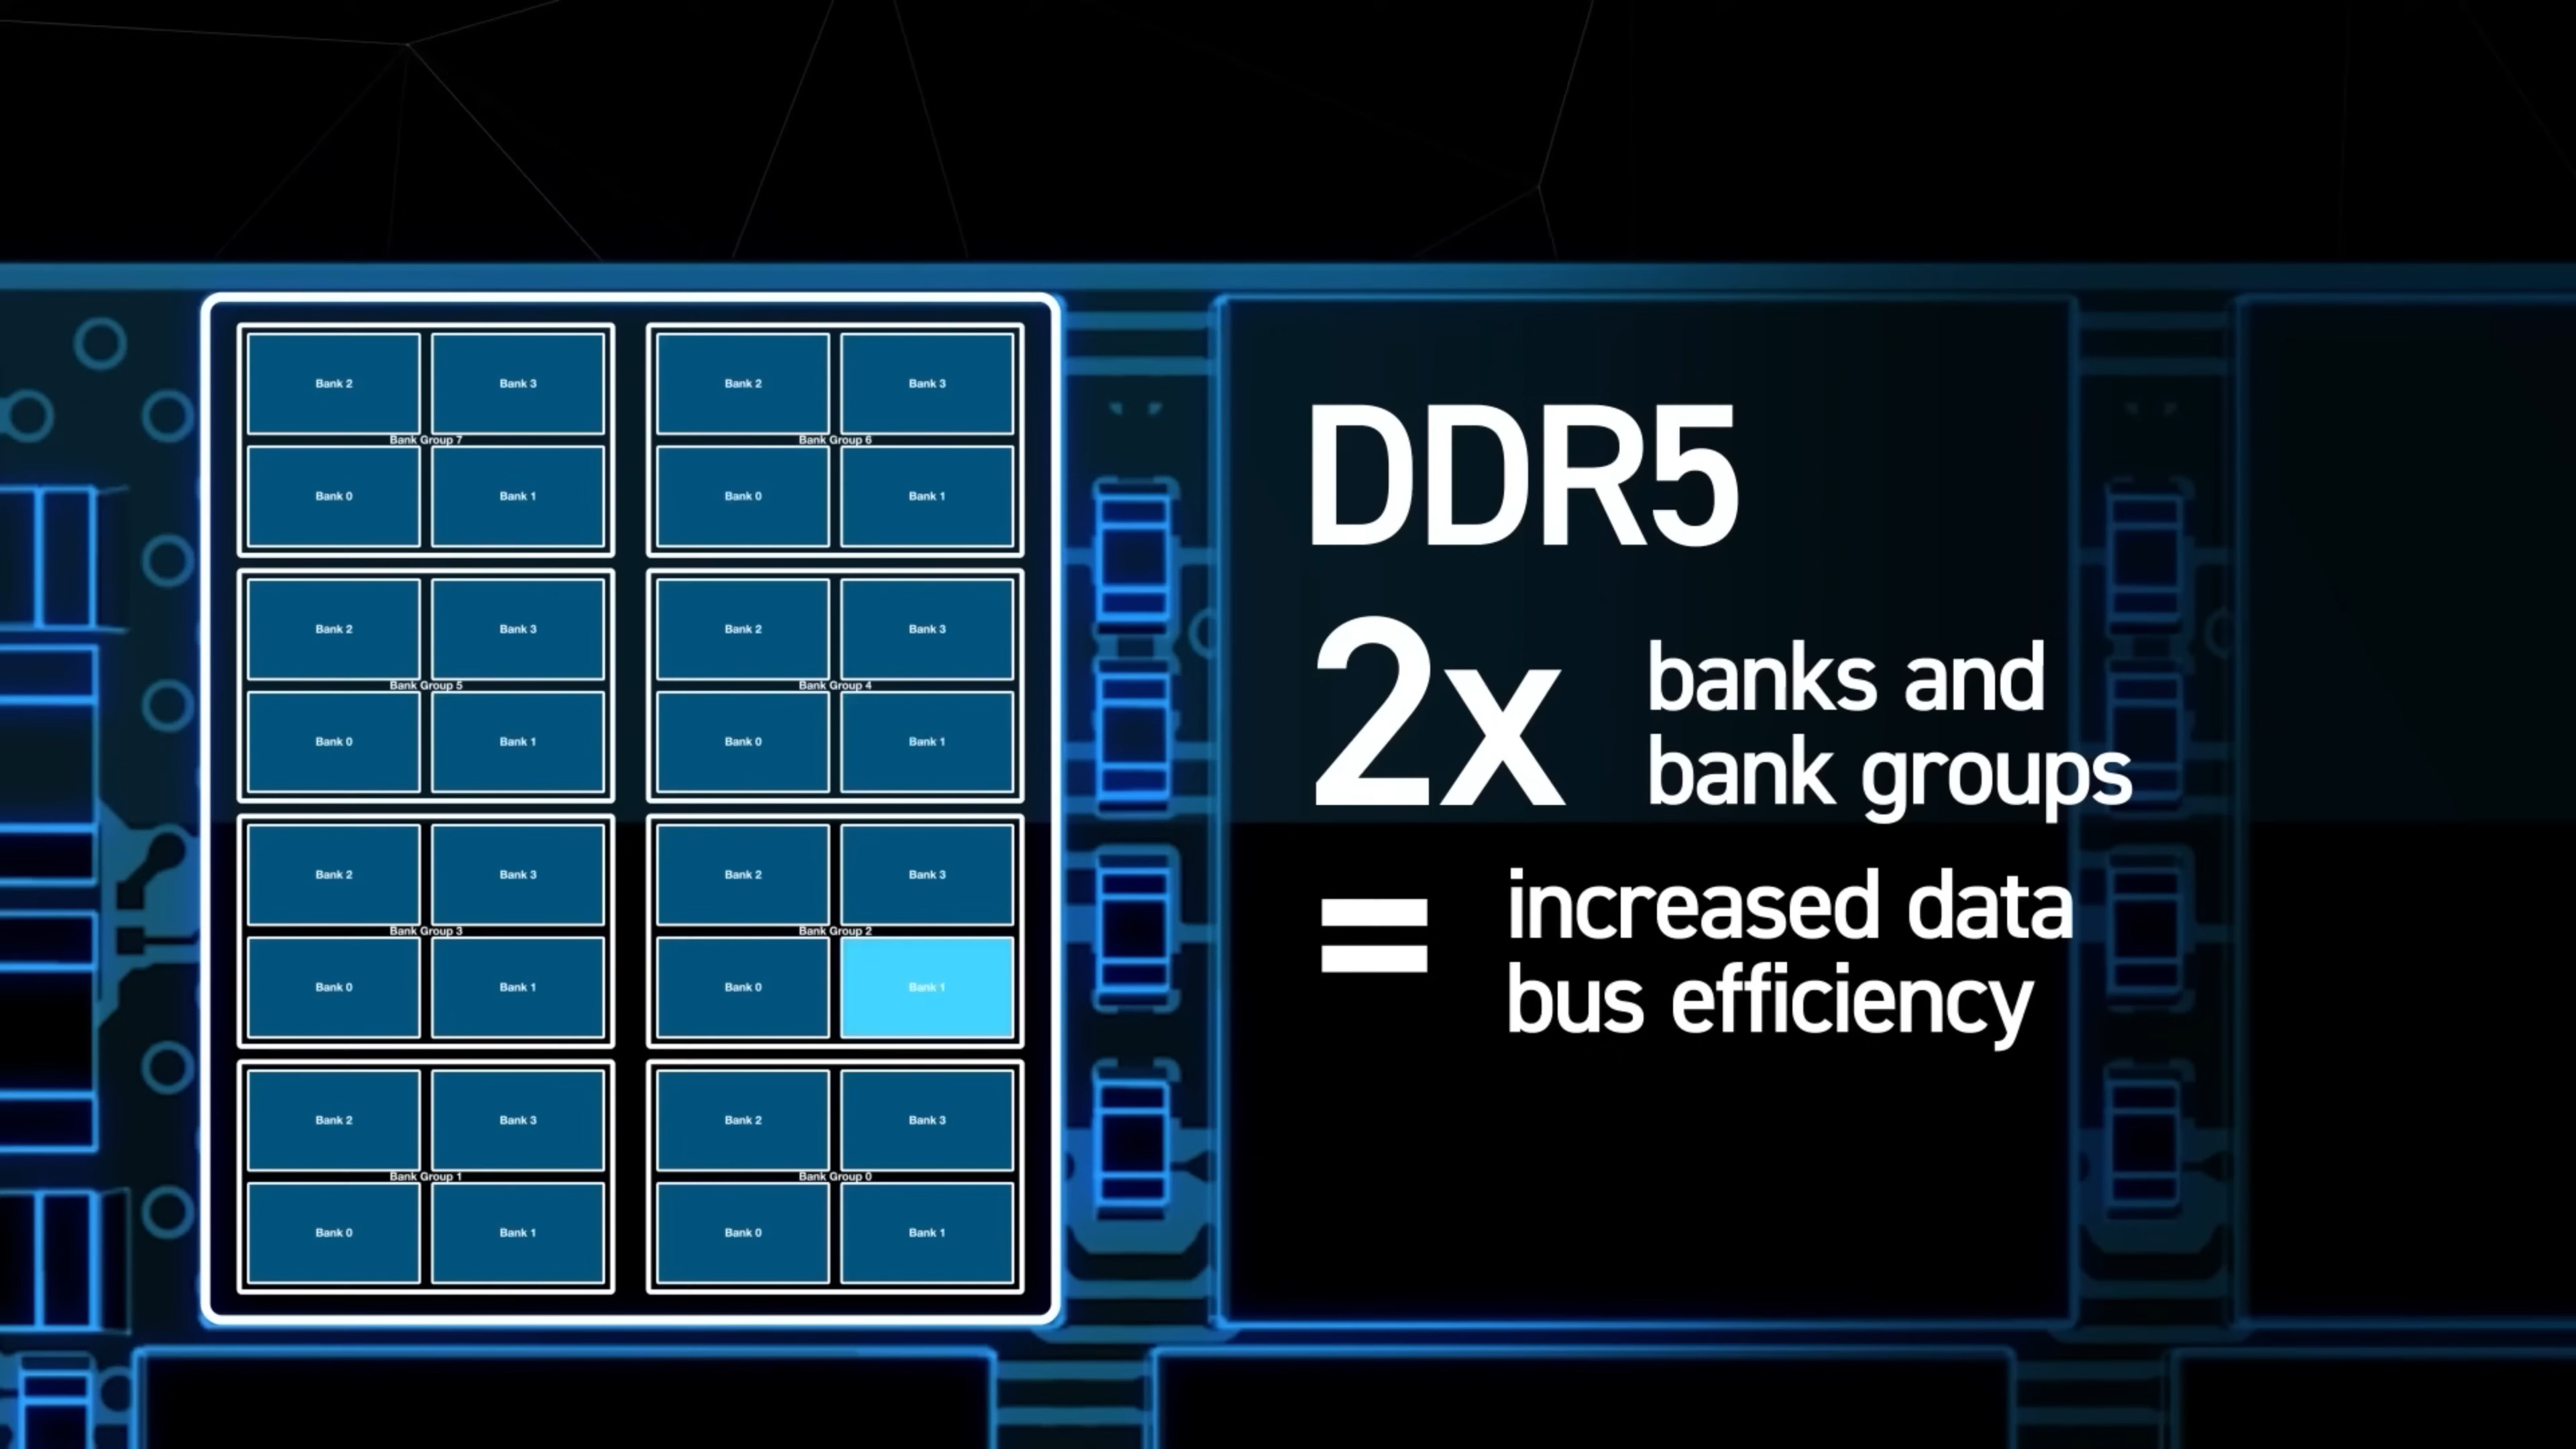 Bank 2 Bank 3 Bank 2 Bank 3
Bank Group 7 Bank Group 6
Bank 0 Bank 1 Bank 0 Bank 1
Bank 2 Bank 3 Bank 2 Bank 3
Bank Group 5 Bank Group 4
Bank 0 Bank 1 Bank 0 Bank 1
Bank 2 Bank 3 Bank 2 Bank 3
Bank Group 3 Bank Group 2
Bank 0 Bank 1 Bank 0 Bank 1
Bank 2 Bank 3 Bank 2 Bank 3
Bank Group 1 Bank Group 0
Bank 0 Bank 1 Bank 0 Bank 1
DDR5
2x banks and
bank groups
= increased data
bus efficiency